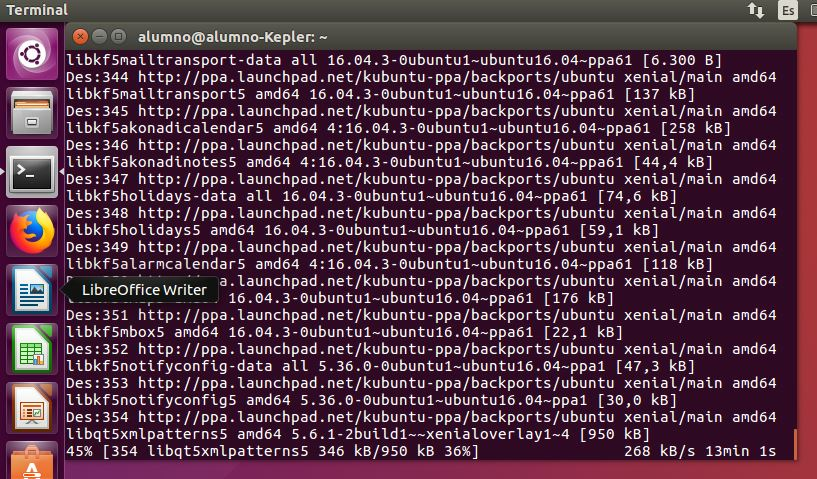 Terminal
Es
alumno@alumno-Kepler: ~
libkf5mailtransport-data all 16.04.3-0ubuntu1~ubuntu16.04~ppa61 [6.300 B]
Des:344 http://ppa.launchpad.net/kubuntu-ppa/backports/ubuntu xenial/main amd64
libkf5mailtransport5 amd64 16.04.3-0ubuntu1~ubuntu16.04~ppa61 [137 kB]
Des:345 http://ppa.launchpad.net/kubuntu-ppa/backports/ubuntu xenial/main amd64
libkf5akonadicalendar5 amd64 4:16.04.3-0ubuntu1~ubuntu16.04~ppa61 [258 kB]
Des:346 http://ppa.launchpad.net/kubuntu-ppa/backports/ubuntu xenial/main amd64
libkf5akonadinotes5 amd64 4:16.04.3-0ubuntu1~ubuntu16.04~ppa61 [44,4 kB]
Des:347 http://ppa.launchpad.net/kubuntu-ppa/backports/ubuntu xenial/main amd64
libkf5holidays-data all 16.04.3-0ubuntu1~ubuntu16.04~ppa61 [74,6 kB]
Des:348 http://ppa.launchpad.net/kubuntu-ppa/backports/ubuntu xenial/main amd64
libkf5holidays5 amd64 16.04.3-0ubuntu1~ubuntu16.04~ppa61 [59,1 kB]
Des:349 http://ppa.launchpad.net/kubuntu-ppa/backports/ubuntu xenial/main amd64
libkf5alarmcalendar5 amd64 4:16.04.3-0ubuntu1~ubuntu16.04~ppa61 [118 kB]
LibreOffice Writer
launchpad.net/kubuntu-ppa/backports/ubuntu xenial/main amd64
16.04.3-0ubuntu1~ubuntu16.04~ppa61 [176 kB]
Des:351 http://ppa.launchpad.net/kubuntu-ppa/backports/ubuntu xenial/main amd64
libkf5mbox5 amd64 16.04.3-0ubuntu1~ubuntu16.04~ppa61 [22,1 kB]
Des:352 http://ppa.launchpad.net/kubuntu-ppa/backports/ubuntu xenial/main amd64
libkf5notifyconfig-data all 5.36.0-0ubuntu1~ubuntu16.04~ppa1 [47,3 kB]
Des:353 http://ppa.launchpad.net/kubuntu-ppa/backports/ubuntu xenial/main amd64
libkf5notifyconfig5 amd64 5.36.0-0ubuntu1~ubuntu16.04~ppa1 [30,0 kB]
Des:354 http://ppa.launchpad.net/kubuntu-ppa/backports/ubuntu xenial/main amd64
libqt5xmlpatterns5 amd64 5.6.1-2build1~~xenialoverlay1~4 [950 kB]
45% [354 libqt5xmlpatterns5 346 kB/950 kB 36%] 268 kB/s 13min 1s